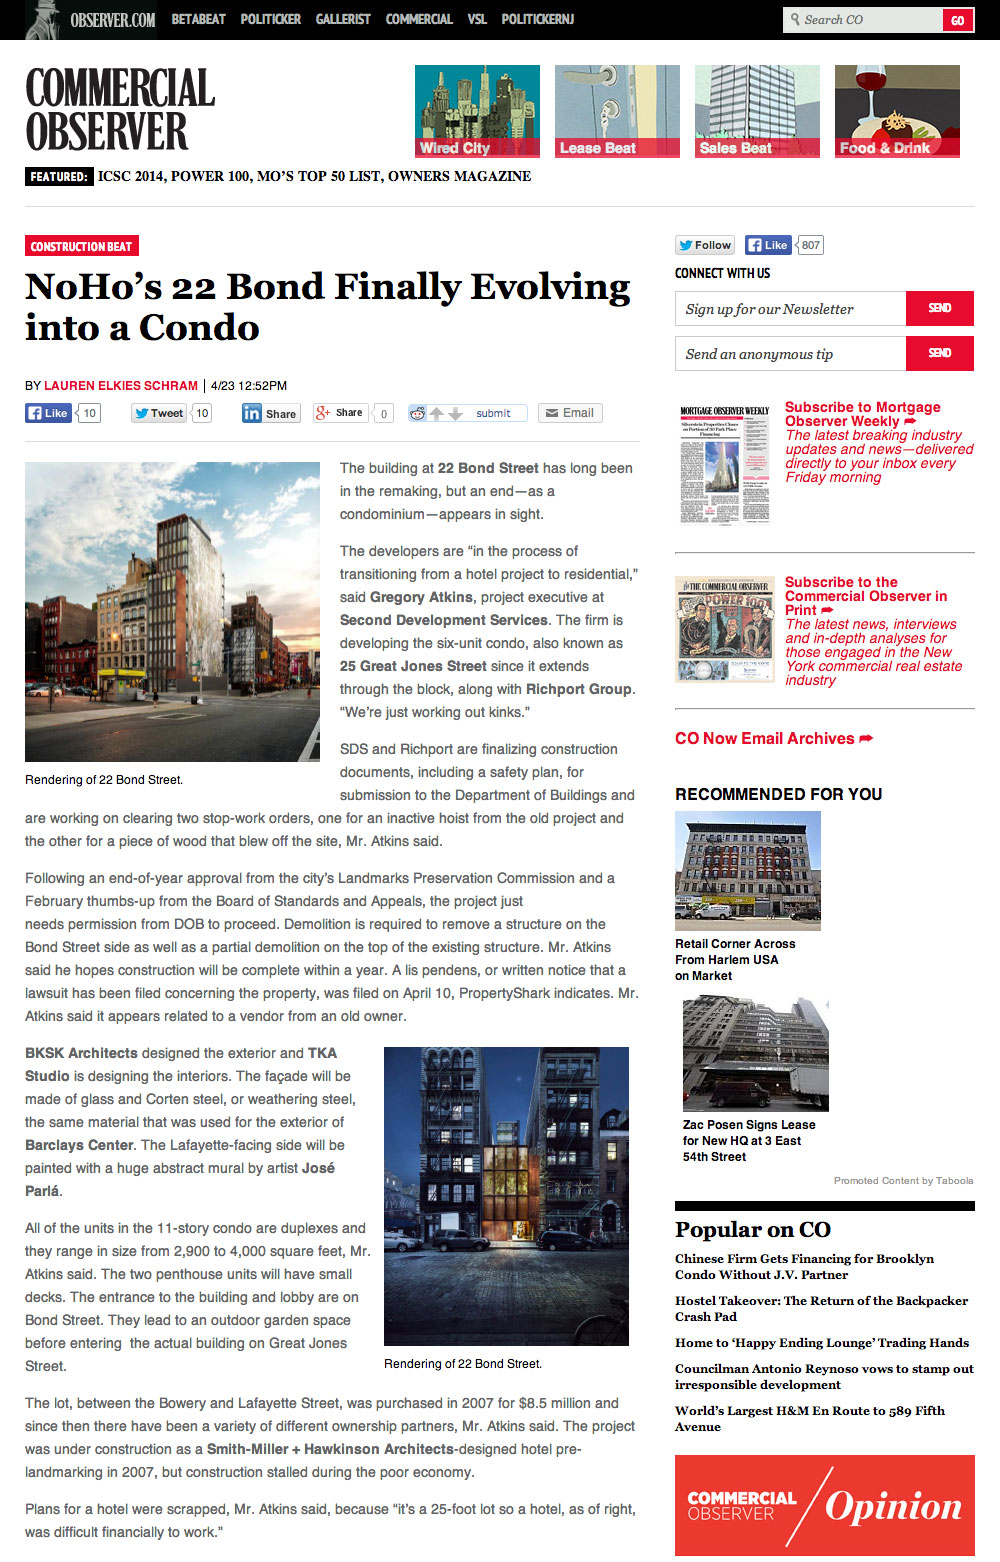 OBSERVER.COM BETABEAT POLITICKER GALLERIST COMMERCIAL VSL POLITICKERNJ Search CO GO
COMMERCIAL
OBSERVER
Wired City Lease Beat Sales Beat Food & Drink
FEATURED: ICSC 2014, POWER 100, MO’S TOP 50 LIST, OWNERS MAGAZINE
CONSTRUCTION BEAT
NoHo’s 22 Bond Finally Evolving
into a Condo
BY LAUREN ELKIES SCHRAM | 4/23 12:52PM
Like 10 Tweet 10 Share Share 0 submit Email
The building at 22 Bond Street has long been
in the remaking, but an end—as a
condominium—appears in sight.
The developers are “in the process of
transitioning from a hotel project to residential,”
said Gregory Atkins, project executive at
Second Development Services. The firm is
developing the six-unit condo, also known as
25 Great Jones Street since it extends
through the block, along with Richport Group.
“We’re just working out kinks.”
Rendering of 22 Bond Street.
SDS and Richport are finalizing construction
documents, including a safety plan, for
submission to the Department of Buildings and
are working on clearing two stop-work orders, one for an inactive hoist from the old project and
the other for a piece of wood that blew off the site, Mr. Atkins said.
Following an end-of-year approval from the city’s Landmarks Preservation Commission and a
February thumbs-up from the Board of Standards and Appeals, the project just
needs permission from DOB to proceed. Demolition is required to remove a structure on the
Bond Street side as well as a partial demolition on the top of the existing structure. Mr. Atkins
said he hopes construction will be complete within a year. A lis pendens, or written notice that a
lawsuit has been filed concerning the property, was filed on April 10, PropertyShark indicates. Mr.
Atkins said it appears related to a vendor from an old owner.
BKSK Architects designed the exterior and TKA
Studio is designing the interiors. The façade will be
made of glass and Corten steel, or weathering steel,
the same material that was used for the exterior of
Barclays Center. The Lafayette-facing side will be
painted with a huge abstract mural by artist José
Parlá.
All of the units in the 11-story condo are duplexes and
they range in size from 2,900 to 4,000 square feet, Mr.
Atkins said. The two penthouse units will have small
decks. The entrance to the building and lobby are on
Bond Street. They lead to an outdoor garden space
before entering the actual building on Great Jones
Street.
Rendering of 22 Bond Street.
The lot, between the Bowery and Lafayette Street, was purchased in 2007 for $8.5 million and
since then there have been a variety of different ownership partners, Mr. Atkins said. The project
was under construction as a Smith-Miller + Hawkinson Architects-designed hotel pre-
landmarking in 2007, but construction stalled during the poor economy.
Plans for a hotel were scrapped, Mr. Atkins said, because “it’s a 25-foot lot so a hotel, as of right,
was difficult financially to work.”
Follow Like 807
CONNECT WITH US
Sign up for our Newsletter SEND
Send an anonymous tip SEND
MORTGAGE OBSERVER WEEKLY
Silverstein Properties Closes
on Portion of 30 Park Place
Financing
Subscribe to Mortgage
Observer Weekly
The latest breaking industry
updates and news—delivered
directly to your inbox every
Friday morning
THE COMMERCIAL OBSERVER
POWER 100
Subscribe to the
Commercial Observer in
Print
The latest news, interviews
and in-depth analyses for
those engaged in the New
York commercial real estate
industry
CO Now Email Archives
RECOMMENDED FOR YOU
Retail Corner Across
From Harlem USA
on Market
Zac Posen Signs Lease
for New HQ at 3 East
54th Street
Promoted Content by Taboola
Popular on CO
Chinese Firm Gets Financing for Brooklyn
Condo Without J.V. Partner
Hostel Takeover: The Return of the Backpacker
Crash Pad
Home to ‘Happy Ending Lounge’ Trading Hands
Councilman Antonio Reynoso vows to stamp out
irresponsible development
World’s Largest H&M En Route to 589 Fifth
Avenue
COMMERCIAL
OBSERVER
Opinion